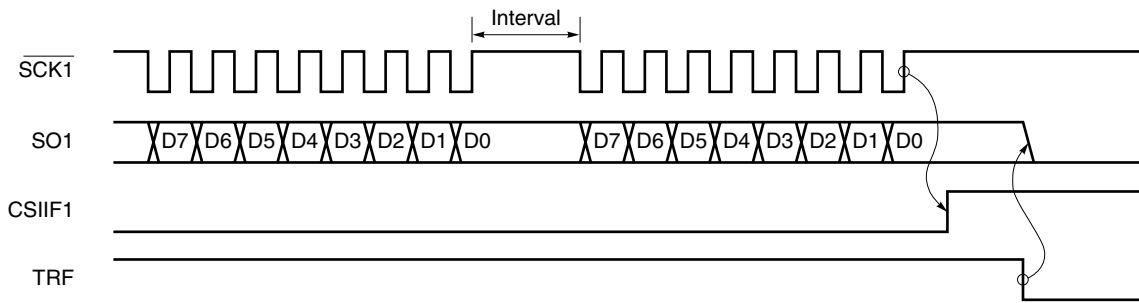 Interval
SCK1
SO1 D7 D6 D5 D4 D3 D2 D1 D0 D7 D6 D5 D4 D3 D2 D1 D0
CSIIF1
TRF